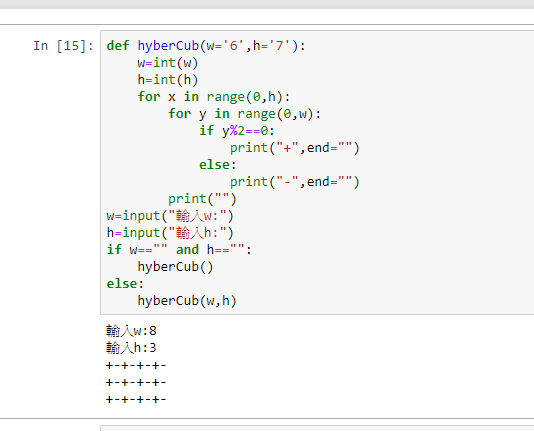 In [15]: def hyberCub(w='6',h='7'):
    w=int(w)
    h=int(h)
    for x in range(0,h):
        for y in range(0,w):
            if y%2==0:
                print("+",end="")
            else:
                print("-",end="")
        print("")
w=input("輸入w:")
h=input("輸入h:")
if w=="" and h=="":
    hyberCub()
else:
    hyberCub(w,h)
輸入w:8
輸入h:3
+-+-+-+-
+-+-+-+-
+-+-+-+-